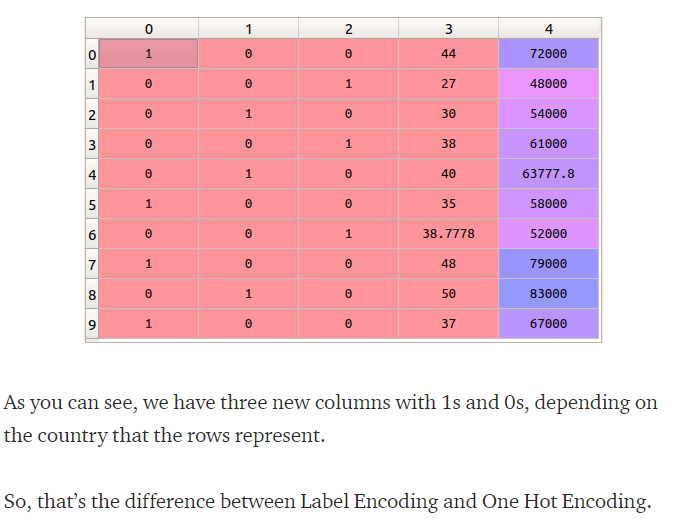 0 1 2 3 4
0 1 0 0 44 72000
1 0 0 1 27 48000
2 0 1 0 30 54000
3 0 0 1 38 61000
4 0 1 0 40 63777.8
5 1 0 0 35 58000
6 0 0 1 38.7778 52000
7 1 0 0 48 79000
8 0 1 0 50 83000
9 1 0 0 37 67000
As you can see, we have three new columns with 1s and 0s, depending on
the country that the rows represent.
So, that’s the difference between Label Encoding and One Hot Encoding.